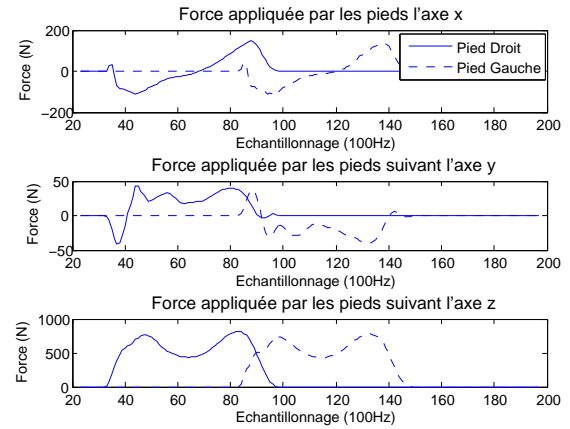 Force appliquée par les pieds l'axe x
Force (N)
200
0
−200
20 40 60 80 100 120 140 160 180 200
Echantillonnage (100Hz)
Pied Droit
Pied Gauche
Force appliquée par les pieds suivant l'axe y
Force (N)
50
0
−50
20 40 60 80 100 120 140 160 180 200
Echantillonnage (100Hz)
Force appliquée par les pieds suivant l'axe z
Force (N)
1000
500
0
20 40 60 80 100 120 140 160 180 200
Echantillonnage (100Hz)